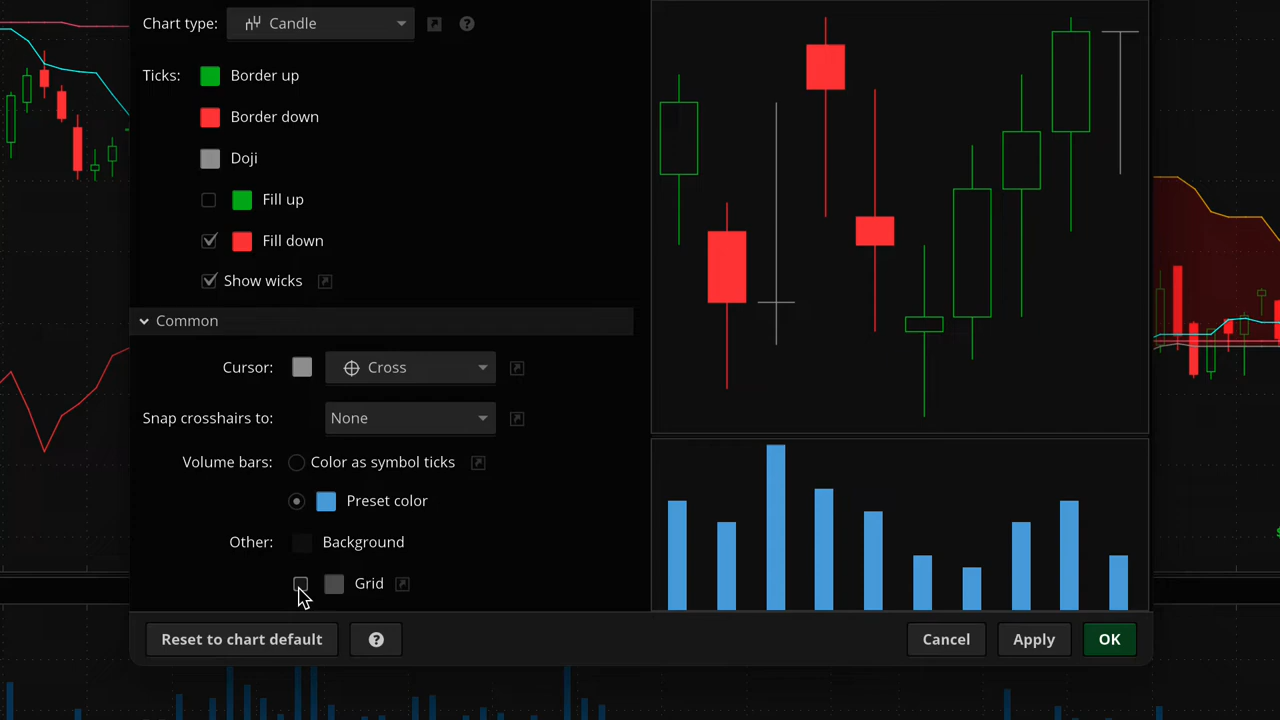 Chart type: Candle
Ticks: Border up
Border down
Doji
Fill up
Fill down
Show wicks
Common
Cursor: Cross
Snap crosshairs to: None
Volume bars: Color as symbol ticks
Preset color
Other: Background
Grid
Reset to chart default ? Cancel Apply OK